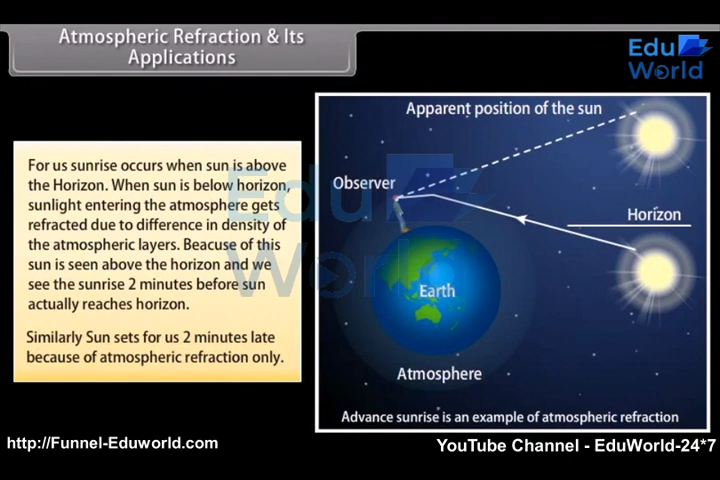 Atmospheric Refraction & Its
Applications
Edu
World
For us sunrise occurs when sun is above
the Horizon. When sun is below horizon,
sunlight entering the atmosphere gets
refracted due to difference in density of
the atmospheric layers. Beacuse of this
sun is seen above the horizon and we
see the sunrise 2 minutes before sun
actually reaches horizon.
Similarly Sun sets for us 2 minutes late
because of atmospheric refraction only.
Apparent position of the sun
Observer
Horizon
Earth
Atmosphere
Advance sunrise is an example of atmospheric refraction
Edu
World
http://Funnel-Eduworld.com
YouTube Channel - EduWorld-24*7